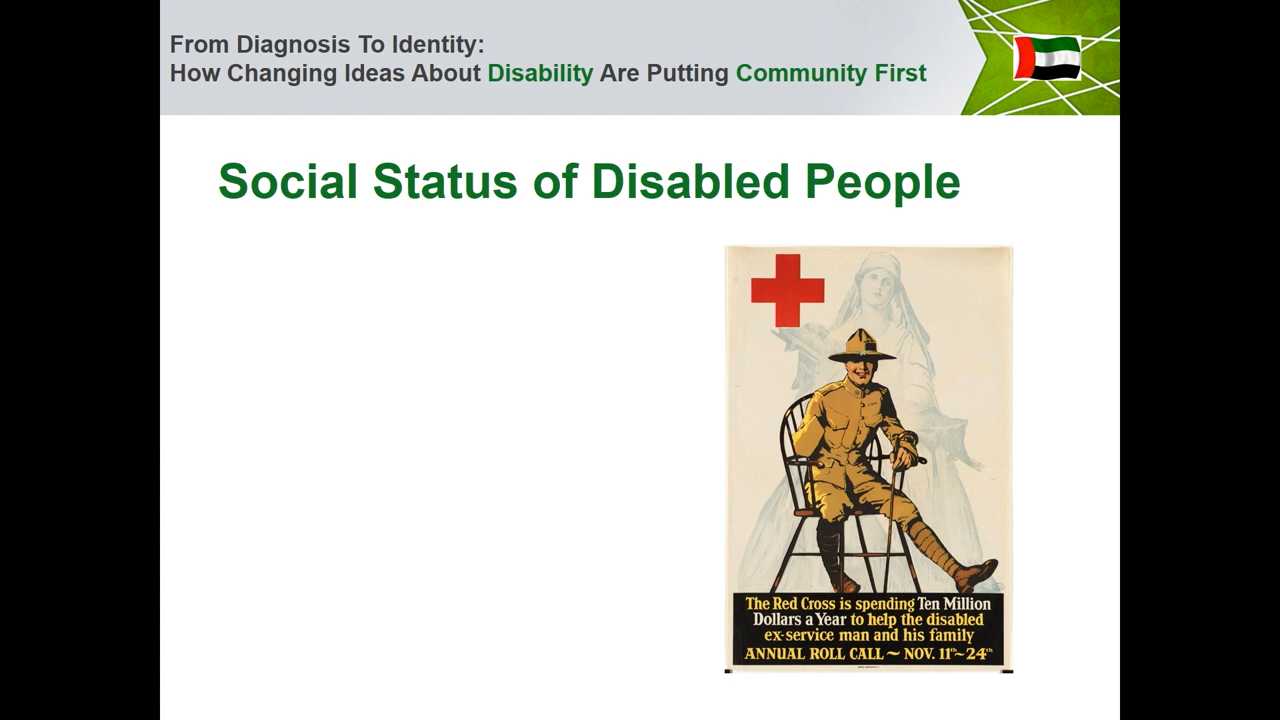 From Diagnosis To Identity:
How Changing Ideas About Disability Are Putting Community First
Social Status of Disabled People
The Red Cross is spending Ten Million
Dollars a Year to help the disabled
ex-service man and his family
ANNUAL ROLL CALL ~ NOV. 11th ~ 24th